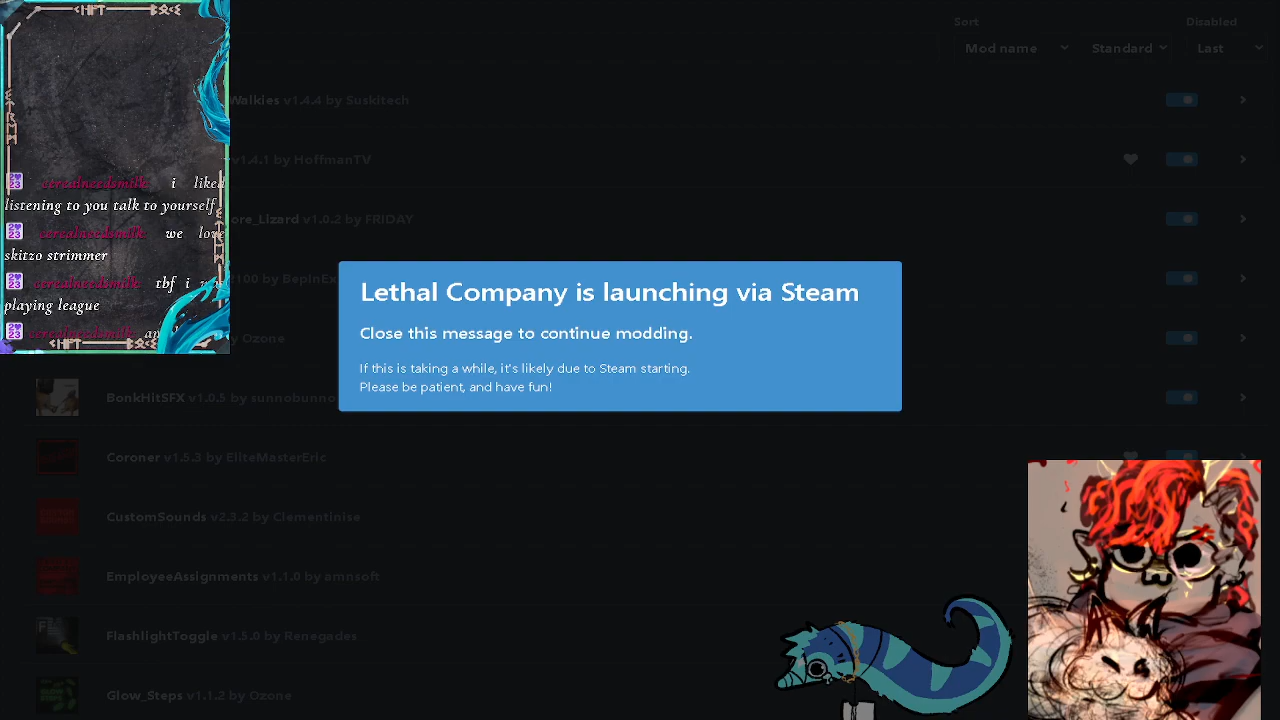 Sort
Disabled
Mod name
Standard
Last
Walkies v1.4.4 by Suskitech
v1.4.1 by HoffmanTV
ore_Lizard v1.0.2 by FRIDAY
cerealneedsmilk i liked
listening to you talk to yourself
cerealneedsmilk we love
skitzo strimmer
cerealneedsmilk tbf i
playing league
cerealneedsmilk
by BepInEx
by Ozone
Lethal Company is launching via Steam
Close this message to continue modding.
If this is taking a while, it's likely due to Steam starting.
Please be patient, and have fun!
BonkHitSFX v1.0.5 by sunnobunno
Coroner v1.5.3 by EliteMasterEric
CustomSounds v2.3.2 by Clementinise
EmployeeAssignments v1.1.0 by amnsoft
FlashlightToggle v1.5.0 by Renegades
Glow_Steps v1.1.2 by Ozone